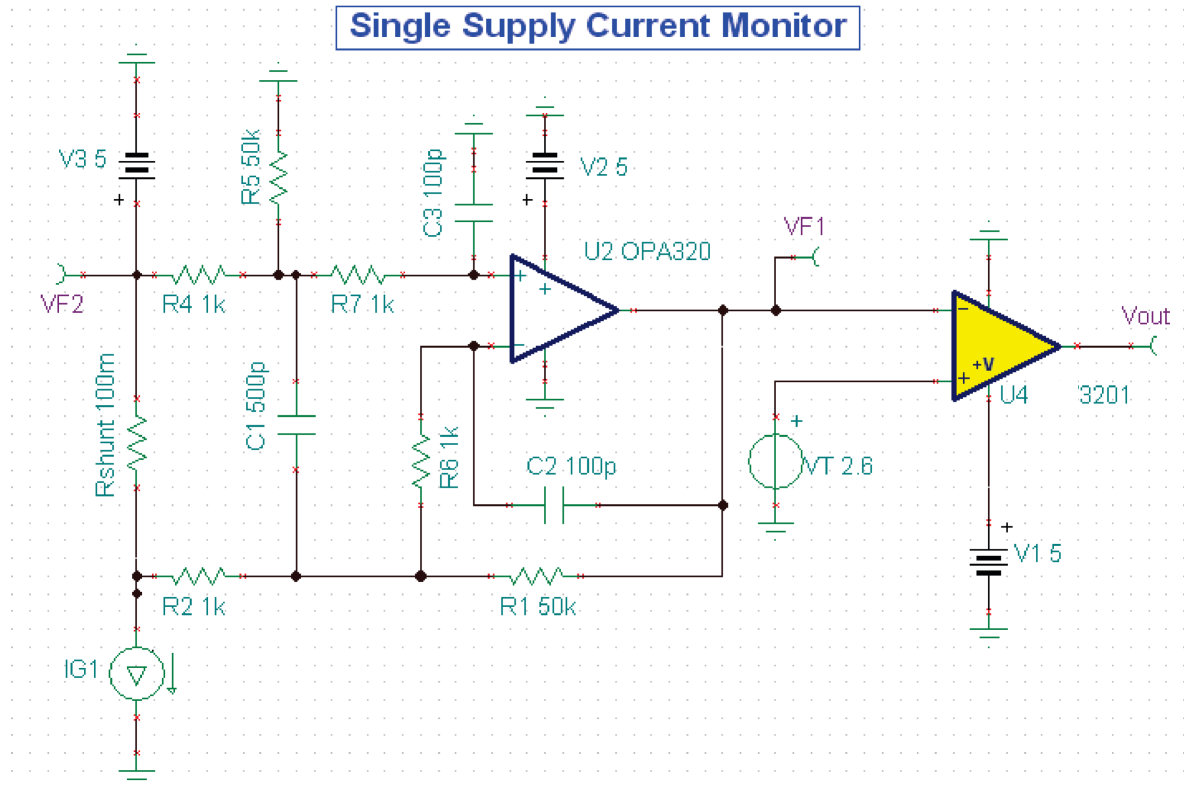 Single Supply Current Monitor
V3 5
R5 50k
C3 100p
V2 5
VF1
U2 OPA320
VF2
R4 1k
R7 1k
+
+
+
+
−
−
Vout
+V
+
U4
'3201
Rshunt 100m
C1 500p
R6 1k
C2 100p
+
VT 2.6
+
V1 5
R2 1k
R1 50k
IG1